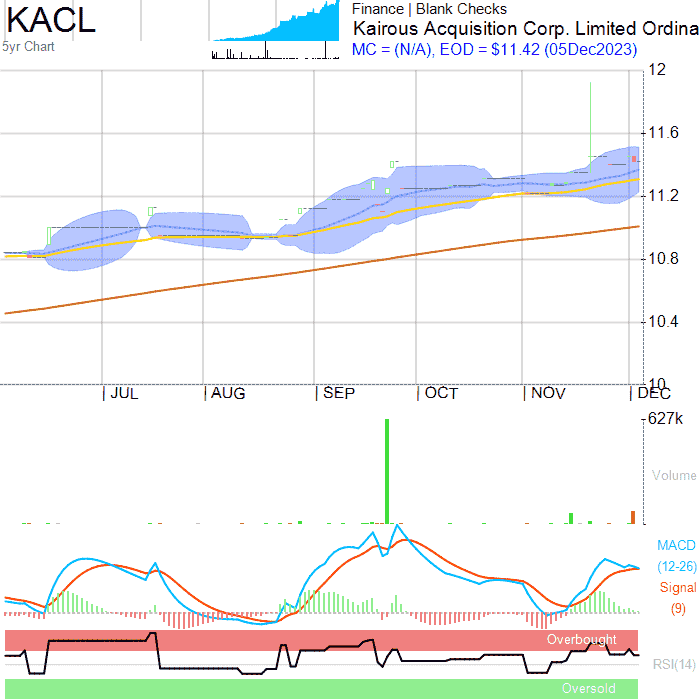 KACL
5yr Chart
Finance | Blank Checks
Kairous Acquisition Corp. Limited Ordina
MC = (N/A), EOD = $11.42 (05Dec2023)
12
11.6
11.2
10.8
10.4
10
JUL AUG SEP OCT NOV DEC
627k
Volume
MACD
(12-26)
Signal
(9)
Overbought
RSI(14)
Oversold